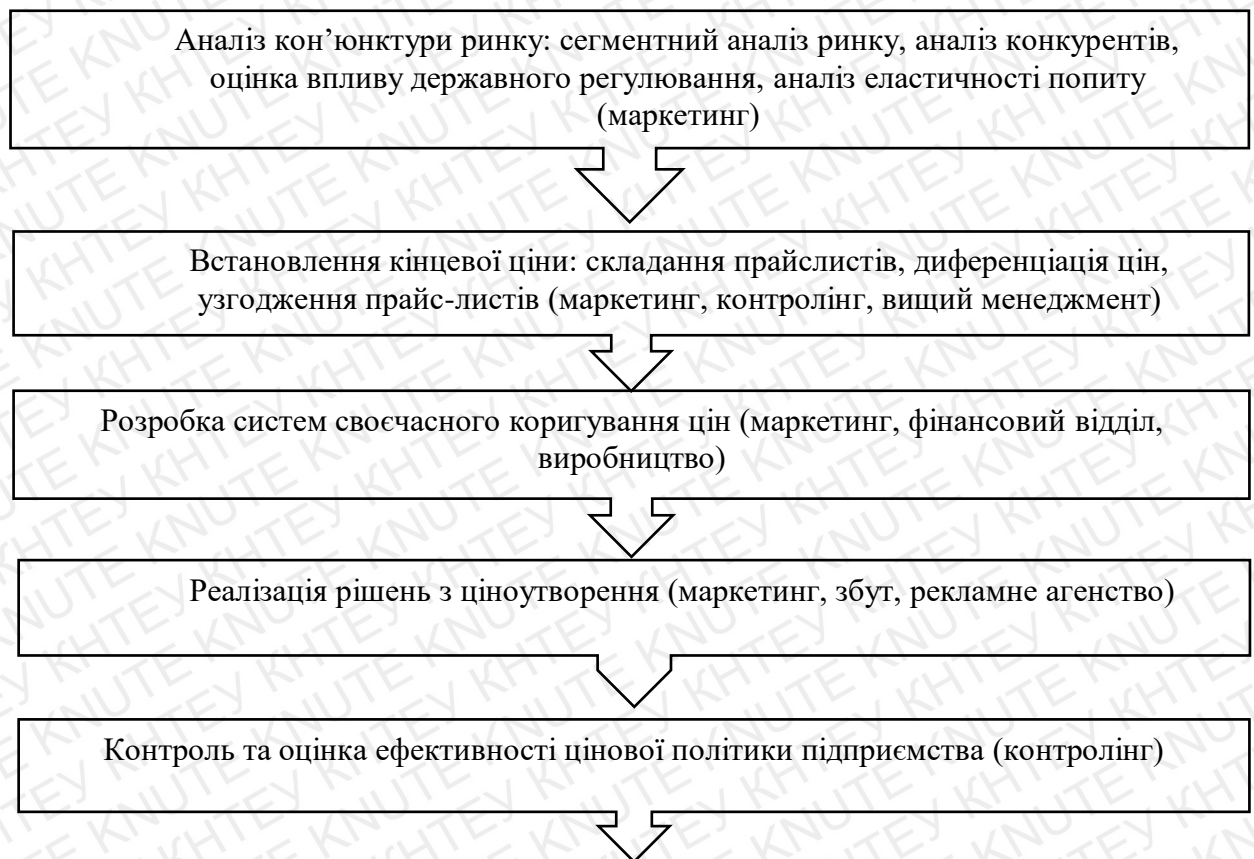 Аналіз кон’юнктури ринку: сегментний аналіз ринку, аналіз конкурентів,
оцінка впливу державного регулювання, аналіз еластичності попиту
(маркетинг)
Встановлення кінцевої ціни: складання прайслистів, диференціація цін,
узгодження прайс-листів (маркетинг, контролінг, вищий менеджмент)
Розробка систем своєчасного коригування цін (маркетинг, фінансовий відділ,
виробництво)
Реалізація рішень з ціноутворення (маркетинг, збут, рекламне агенство)
Контроль та оцінка ефективності цінової політики підприємства (контролінг)